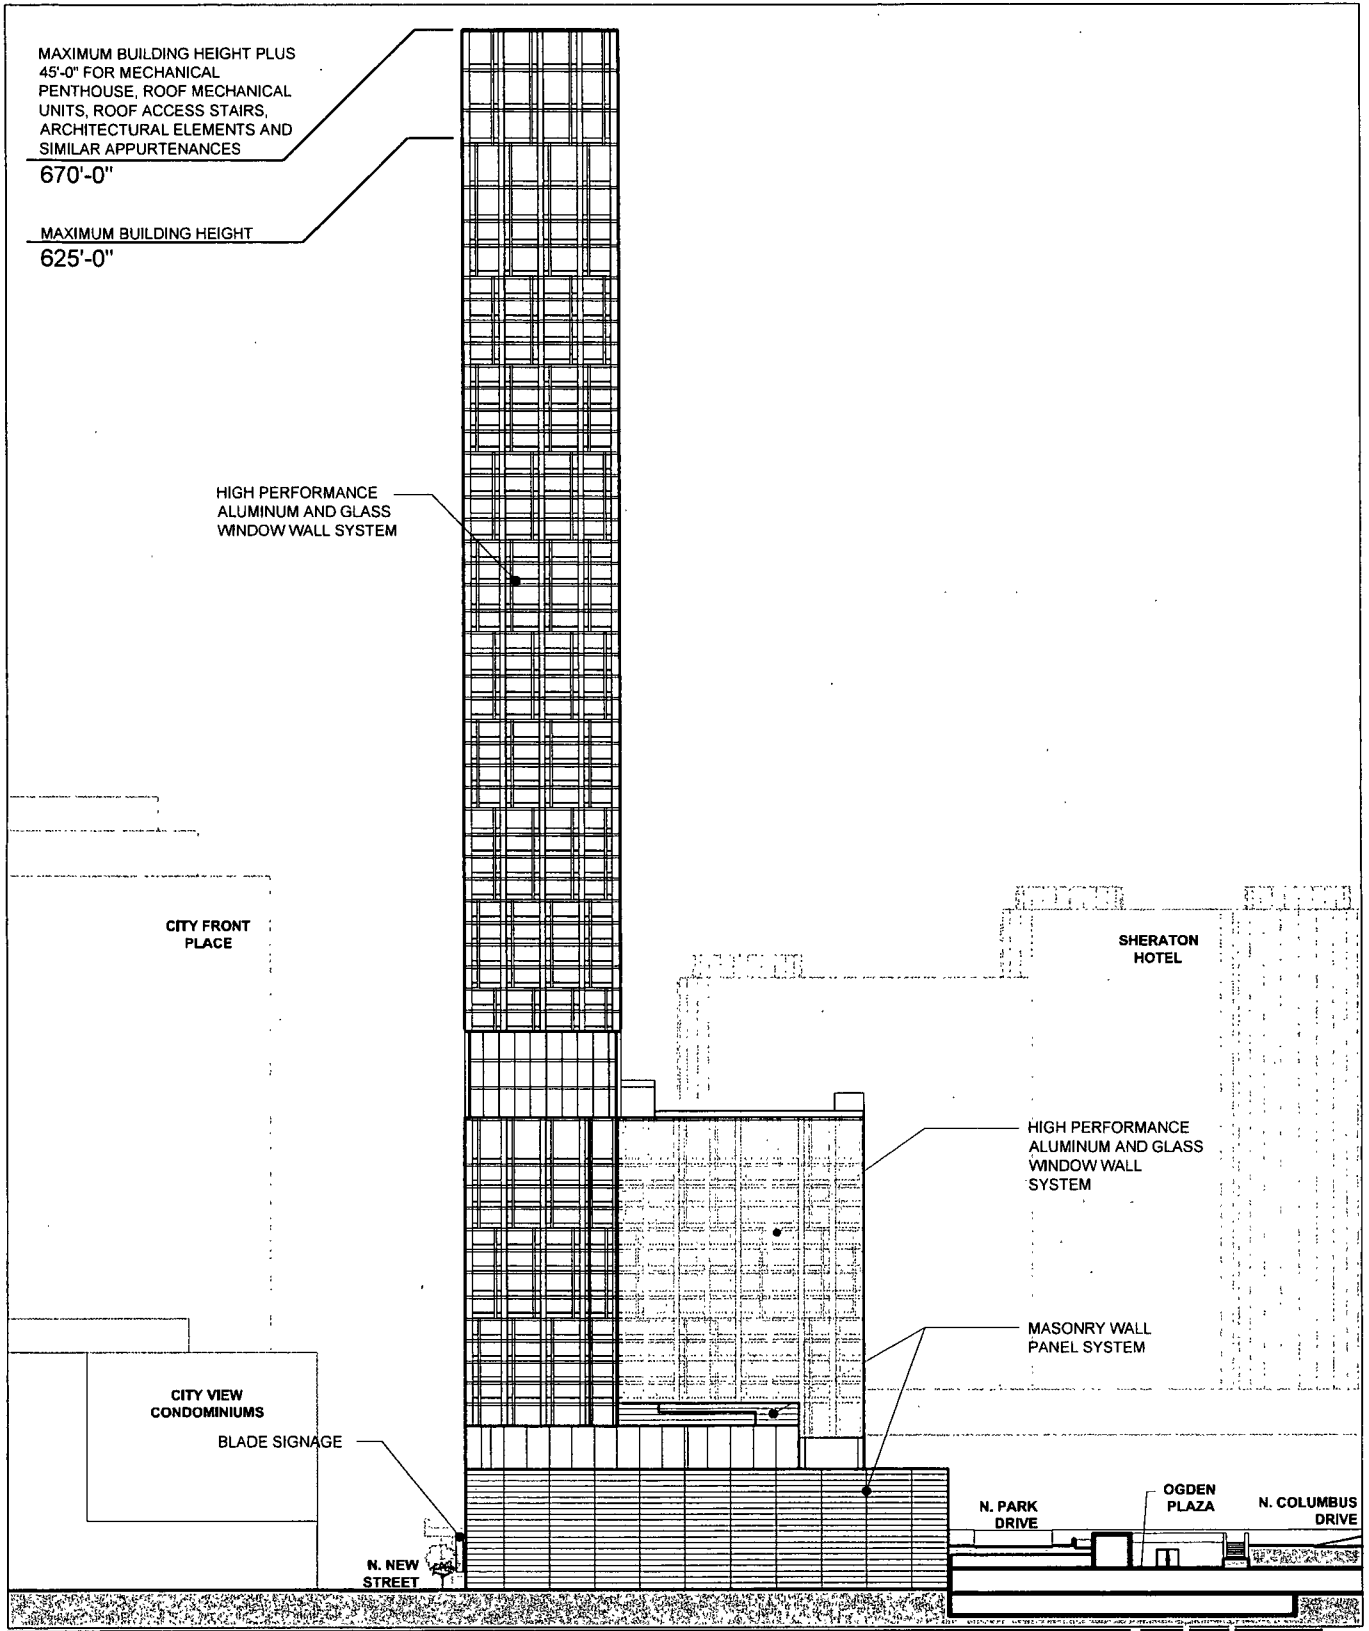 MAXIMUM BUILDING HEIGHT PLUS
45'-0" FOR MECHANICAL
PENTHOUSE, ROOF MECHANICAL
UNITS, ROOF ACCESS STAIRS,
ARCHITECTURAL ELEMENTS AND
SIMILAR APPURTENANCES
670'-0"
MAXIMUM BUILDING HEIGHT
625'-0"
HIGH PERFORMANCE
ALUMINUM AND GLASS
WINDOW WALL SYSTEM
CITY FRONT
PLACE
SHERATON
HOTEL
HIGH PERFORMANCE
ALUMINUM AND GLASS
WINDOW WALL
SYSTEM
MASONRY WALL
PANEL SYSTEM
CITY VIEW
CONDOMINIUMS
BLADE SIGNAGE
N. NEW
STREET
N. PARK
DRIVE
OGDEN
PLAZA
N. COLUMBUS
DRIVE